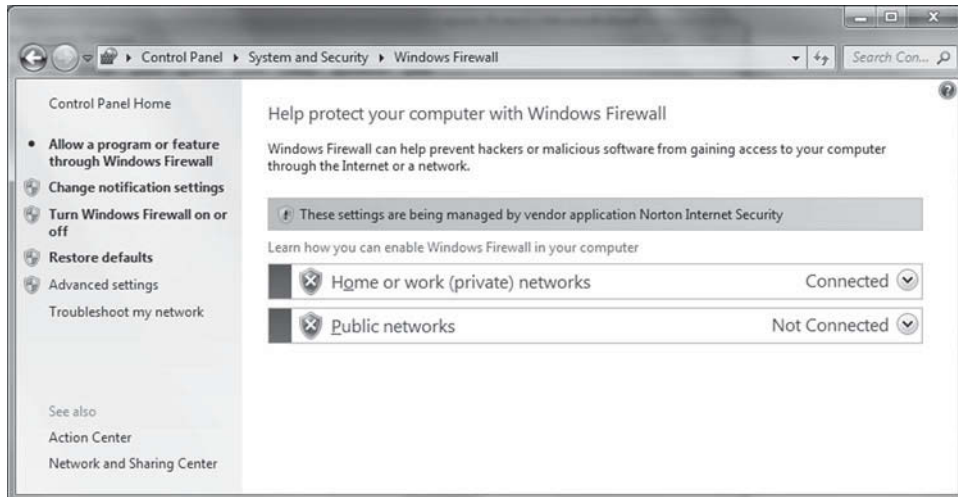 Control Panel ▸ System and Security ▸ Windows Firewall
Search Con...
Control Panel Home
Allow a program or feature
through Windows Firewall
Change notification settings
Turn Windows Firewall on or
off
Restore defaults
Advanced settings
Troubleshoot my network
See also
Action Center
Network and Sharing Center
Help protect your computer with Windows Firewall
Windows Firewall can help prevent hackers or malicious software from gaining access to your computer
through the Internet or a network.
These settings are being managed by vendor application Norton Internet Security
Learn how you can enable Windows Firewall in your computer
Home or work (private) networks Connected
Public networks Not Connected